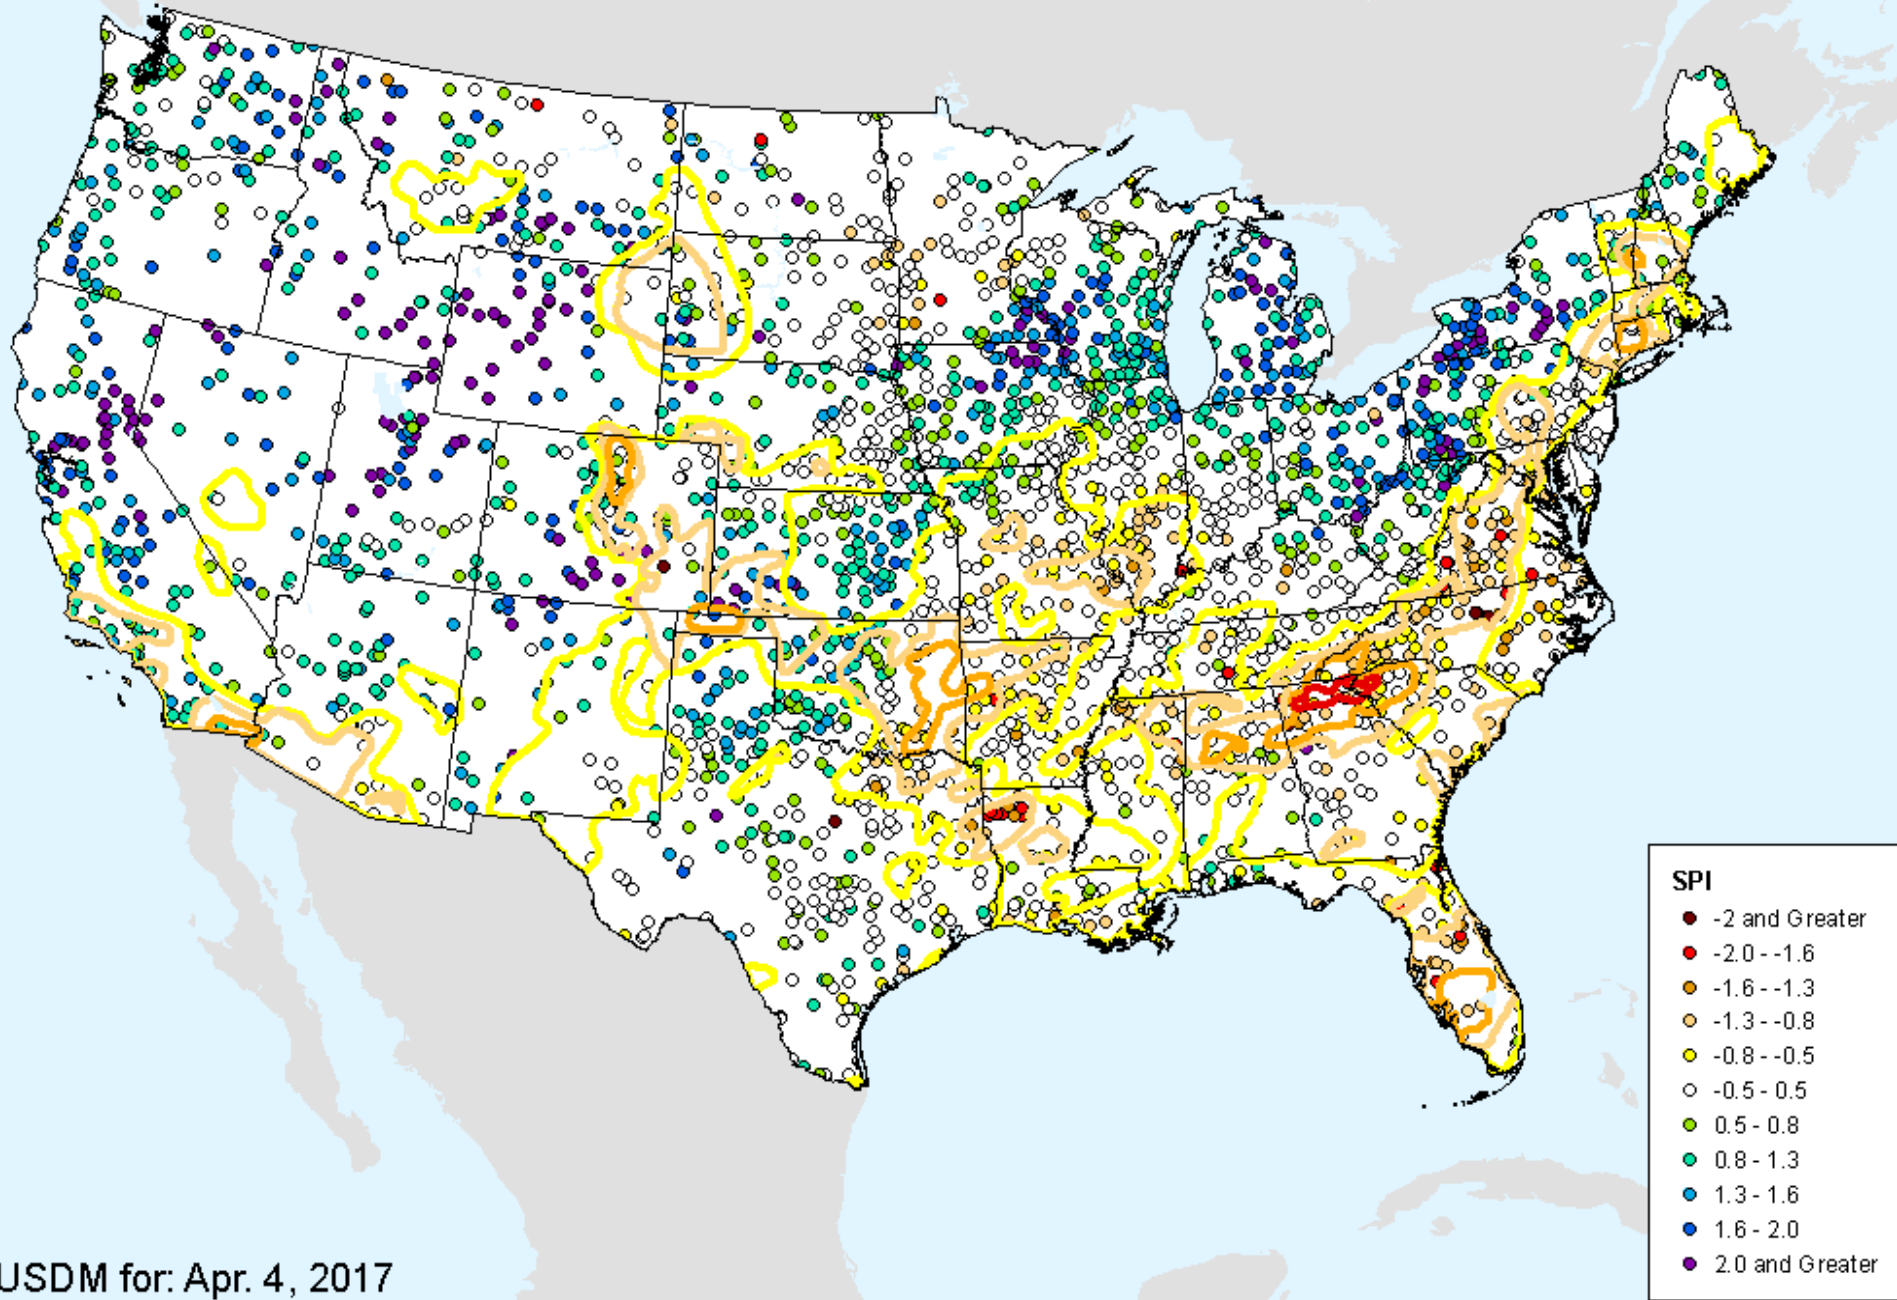 SPI
-2 and Greater
-2.0 - -1.6
-1.6 - -1.3
-1.3 - -0.8
-0.8 - -0.5
-0.5 - 0.5
0.5 - 0.8
0.8 - 1.3
1.3 - 1.6
1.6 - 2.0
2.0 and Greater
USDM for: Apr. 4, 2017